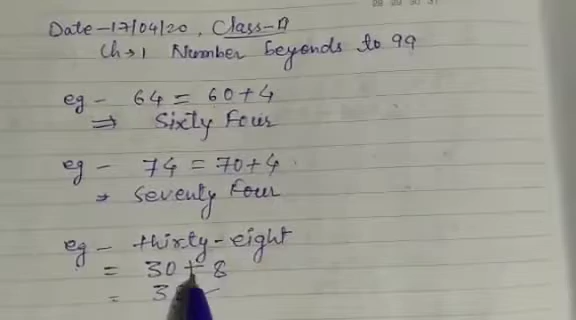 Date-17/04/20, Class-
Ch→1 Number beyonds to 99
eg - 64 = 60+4
⇒ Sixty Four
eg - 74 = 70+4
→ Seventy Four
eg - thirty-eight
= 30+8
= 3